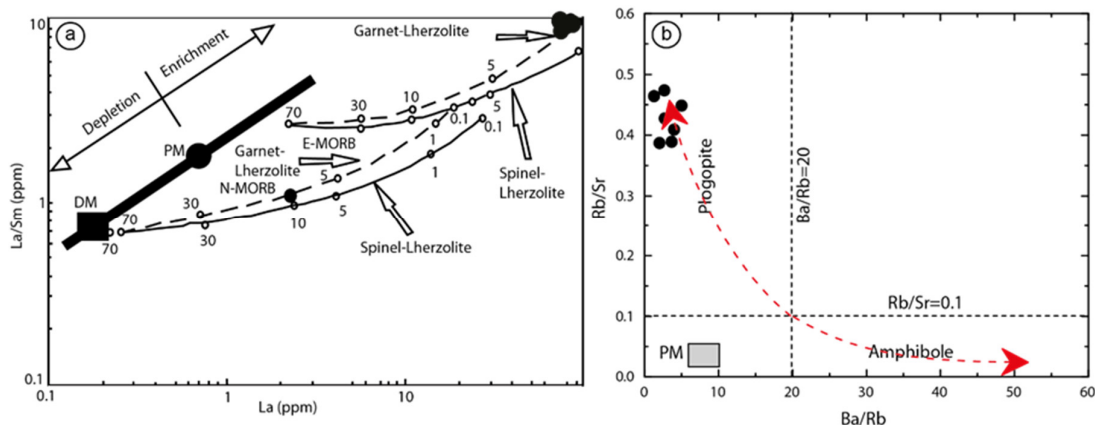 a
10
Garnet-Lherzolite
Enrichment
Depletion
5
70
30
10
0.1
5
0.1
PM
E-MORB
Garnet-
Lherzolite
N-MORB
1
1
Spinel-
Lherzolite
DM
5
30
10
5
70
70
30
Spinel-Lherzolite
1
0.1
La/Sm (ppm)
0.1
1
10
La (ppm)
b
0.6
0.5
0.4
0.3
0.2
0.1
0.0
Rb/Sr
Plogopite
Ba/Rb=20
Rb/Sr=0.1
PM
Amphibole
0
10
20
30
40
50
60
Ba/Rb